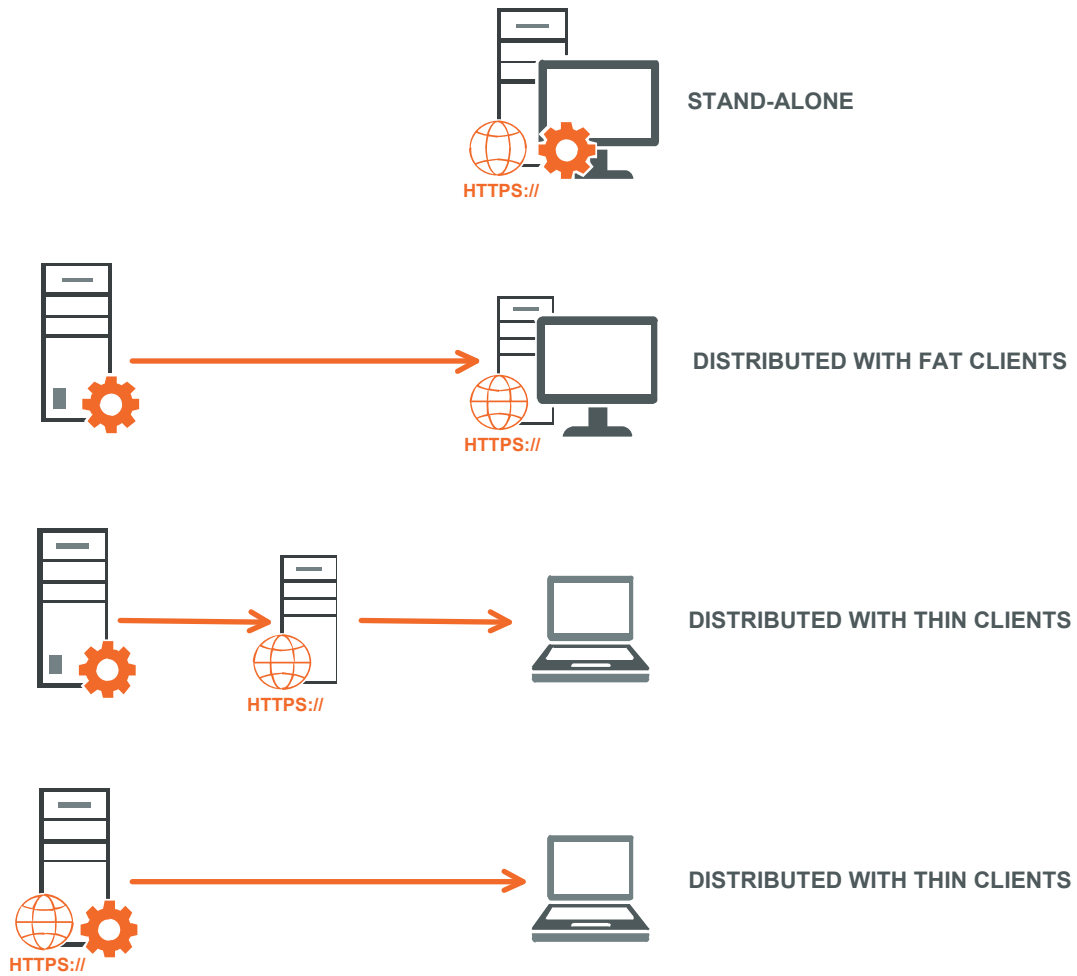 STAND-ALONE
HTTPS://
DISTRIBUTED WITH FAT CLIENTS
HTTPS://
DISTRIBUTED WITH THIN CLIENTS
HTTPS://
DISTRIBUTED WITH THIN CLIENTS
HTTPS://